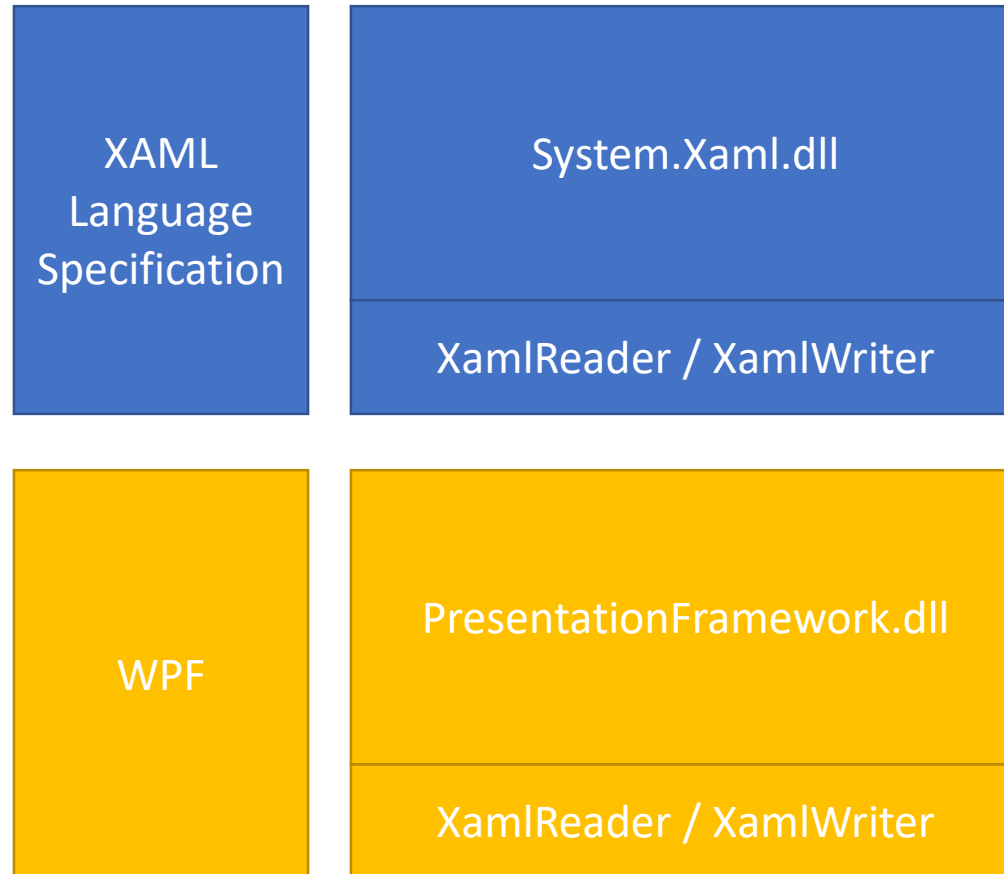 XAML
Language
Specification
System.Xaml.dll
XamlReader / XamlWriter
WPF
PresentationFramework.dll
XamlReader / XamlWriter